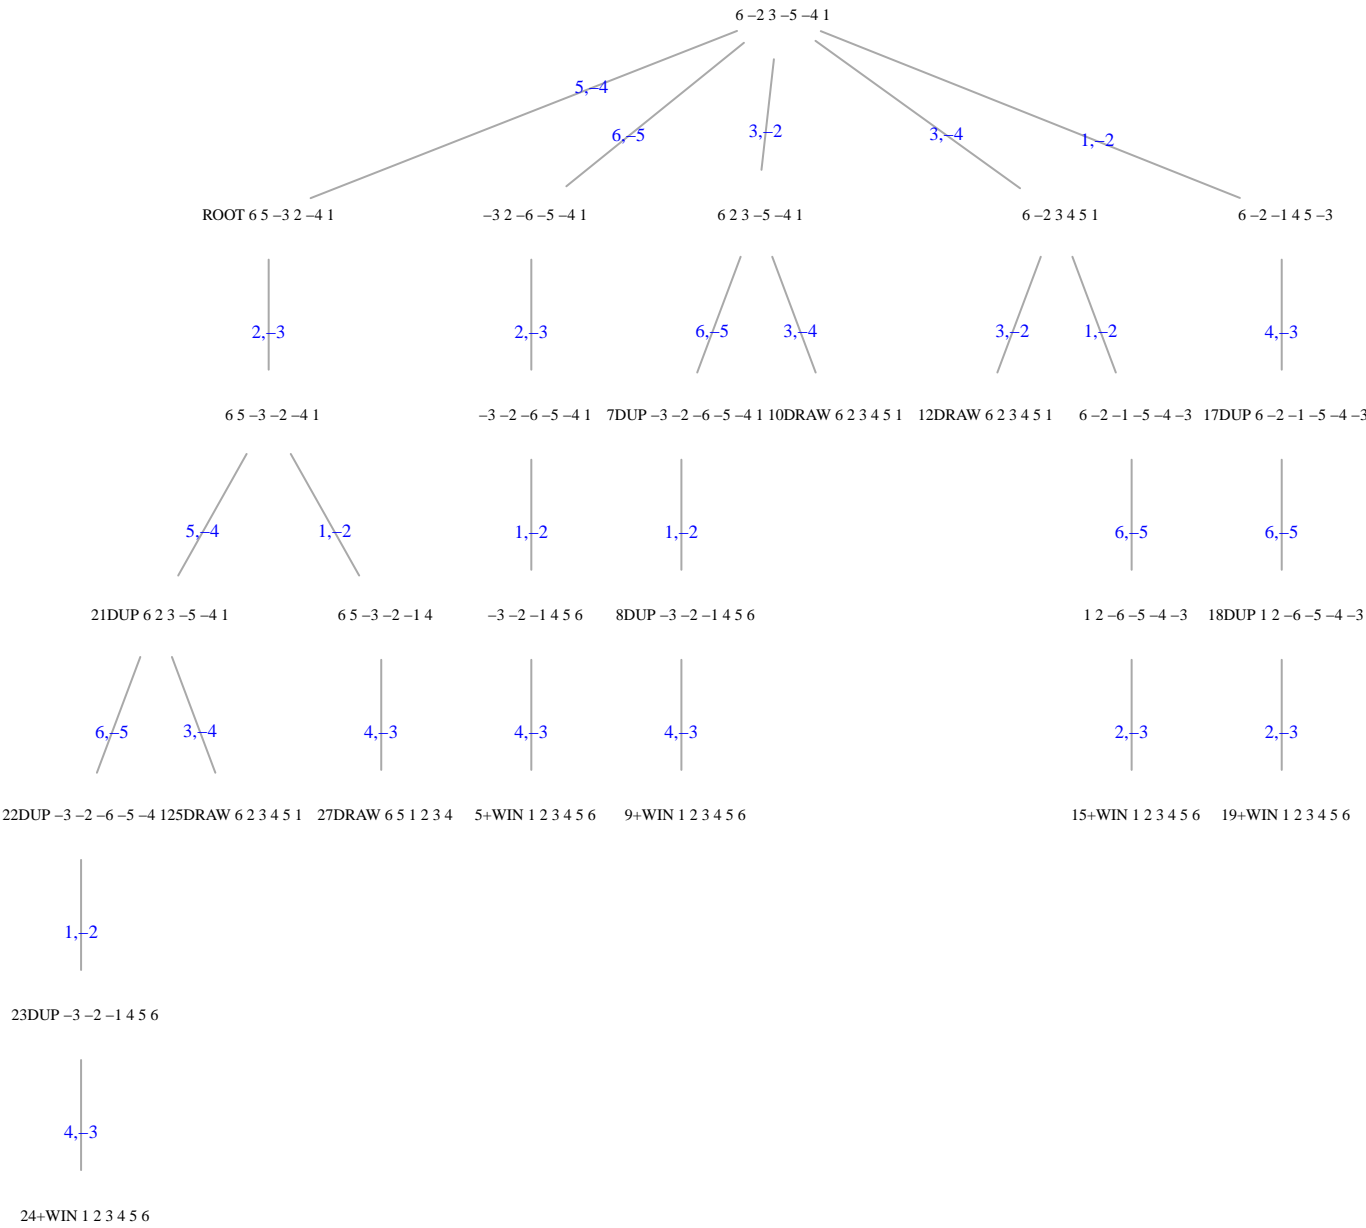 6 –2 3 –5 –4 1
5,–4
6,–5
3,–2
3,–4
1,–2
ROOT 6 5 –3 2 –4 1
–3 2 –6 –5 –4 1
6 2 3 –5 –4 1
6 –2 3 4 5 1
6 –2 –1 4 5 –3
2,–3
2,–3
6,–5
3,–4
3,–2
1,–2
4,–3
6 5 –3 –2 –4 1
–3 –2 –6 –5 –4 1
7DUP –3 –2 –6 –5 –4 1
10DRAW 6 2 3 4 5 1
12DRAW 6 2 3 4 5 1
6 –2 –1 –5 –4 –3
17DUP 6 –2 –1 –5 –4 –3
5,–4
1,–2
1,–2
1,–2
6,–5
6,–5
21DUP 6 2 3 –5 –4 1
6 5 –3 –2 –1 4
–3 –2 –1 4 5 6
8DUP –3 –2 –1 4 5 6
1 2 –6 –5 –4 –3
18DUP 1 2 –6 –5 –4 –3
6,–5
3,–4
4,–3
4,–3
4,–3
2,–3
2,–3
22DUP –3 –2 –6 –5 –4 1
25DRAW 6 2 3 4 5 1
27DRAW 6 5 1 2 3 4
5+WIN 1 2 3 4 5 6
9+WIN 1 2 3 4 5 6
15+WIN 1 2 3 4 5 6
19+WIN 1 2 3 4 5 6
1,–2
23DUP –3 –2 –1 4 5 6
4,–3
24+WIN 1 2 3 4 5 6